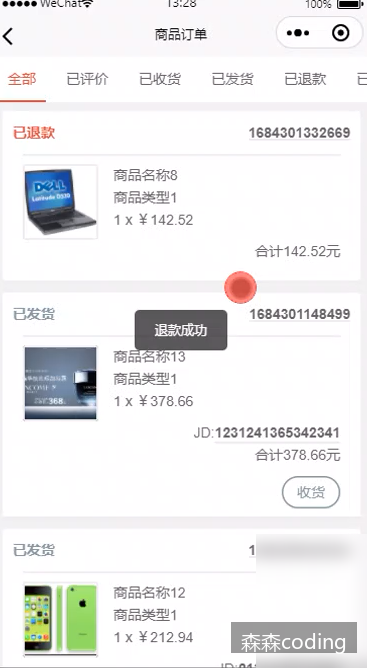 WeChat 13:28 100%
商品订单
全部 已评价 已收货 已发货 已退款 已
已退款 1684301332669
DELL
Latitude D520
商品名称8
商品类型1
1 x ￥142.52
合计142.52元
已发货 1684301148499
退款成功
商品名称13
商品类型1
1 x ￥378.66
368
JD:1231241365342341
合计378.66元
收货
已发货 1
商品名称12
商品类型1
1 x ￥212.94
森森coding